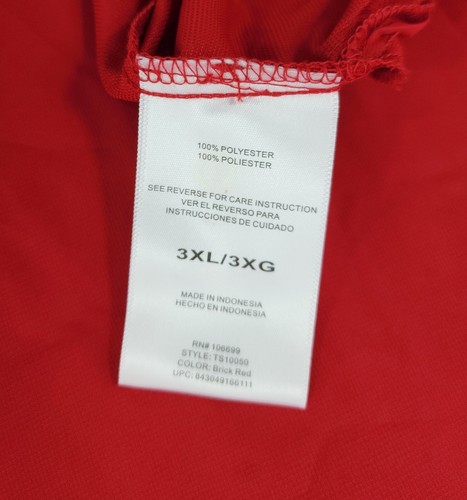 100% POLYESTER
100% POLIESTER
SEE REVERSE FOR CARE INSTRUCTION
VER EL REVERSO PARA
INSTRUCCIONES DE CUIDADO
3XL/3XG
MADE IN INDONESIA
HECHO EN INDONESIA
RN# 106699
STYLE: TS10050
COLOR: Brick Red
UPC: 843049160111